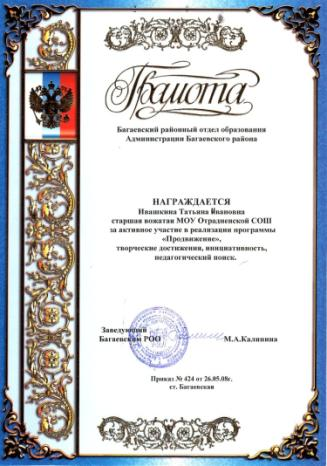 Грамота
Багаевский районный отдел образования
Администрации Багаевского района
НАГРАЖДАЕТСЯ
Ивашкина Татьяна Ивановна
старшая вожатая МОУ Отрадненской СОШ
за активное участие в реализации программы
«Продвижение»,
творческие достижения, инициативность,
педагогический поиск.
Заведующий
Багаевским РОО М.А.Калинина
Приказ № 424 от 26.05.08г.
ст. Багаевская